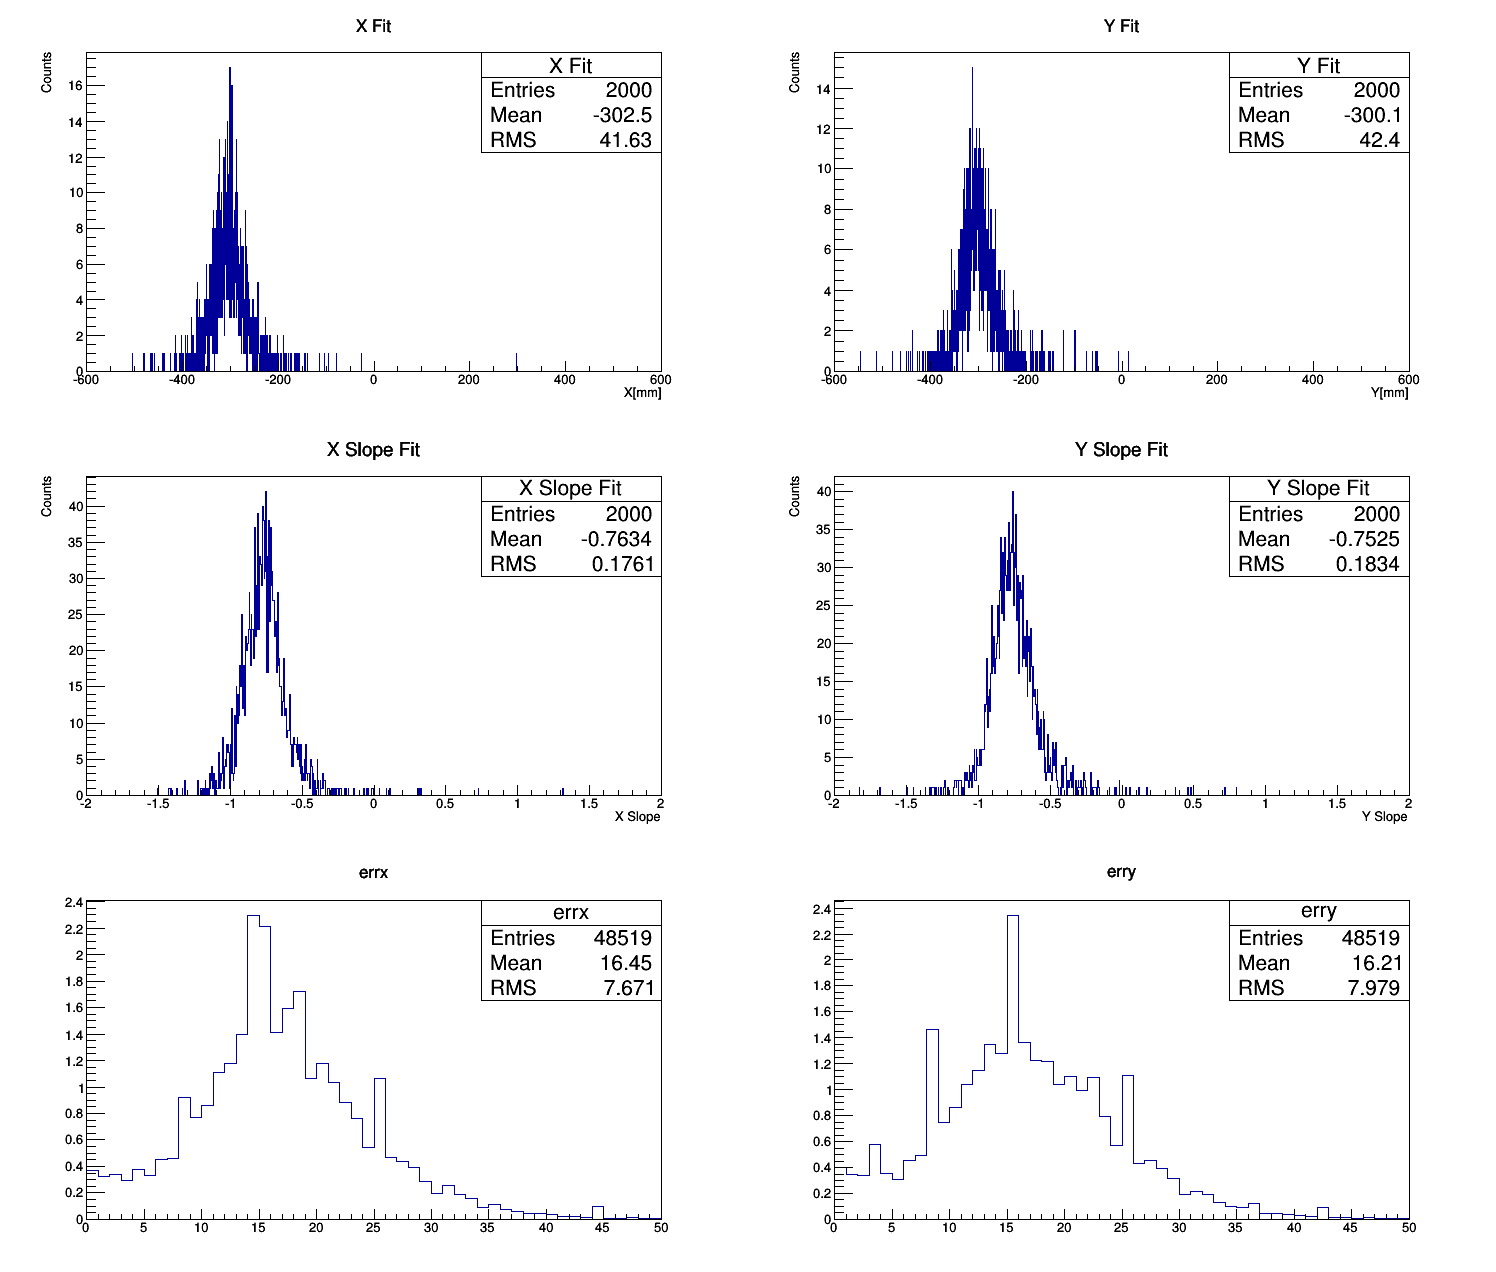 X Fit
Counts
X Fit
Entries 2000
Mean -302.5
RMS 41.63
16
14
12
10
8
6
4
2
0
-600 -400 -200 0 200 400 600
X[mm]
Y Fit
Counts
Y Fit
Entries 2000
Mean -300.1
RMS 42.4
14
12
10
8
6
4
2
0
-600 -400 -200 0 200 400 600
Y[mm]
X Slope Fit
Counts
X Slope Fit
Entries 2000
Mean -0.7634
RMS 0.1761
40
35
30
25
20
15
10
5
0
-2 -1.5 -1 -0.5 0 0.5 1 1.5 2
X Slope
Y Slope Fit
Counts
Y Slope Fit
Entries 2000
Mean -0.7525
RMS 0.1834
40
35
30
25
20
15
10
5
0
-2 -1.5 -1 -0.5 0 0.5 1 1.5 2
Y Slope
errx
errx
Entries 48519
Mean 16.45
RMS 7.671
2.4
2.2
2
1.8
1.6
1.4
1.2
1
0.8
0.6
0.4
0.2
0
0 5 10 15 20 25 30 35 40 45 50
erry
erry
Entries 48519
Mean 16.21
RMS 7.979
2.4
2.2
2
1.8
1.6
1.4
1.2
1
0.8
0.6
0.4
0.2
0
0 5 10 15 20 25 30 35 40 45 50